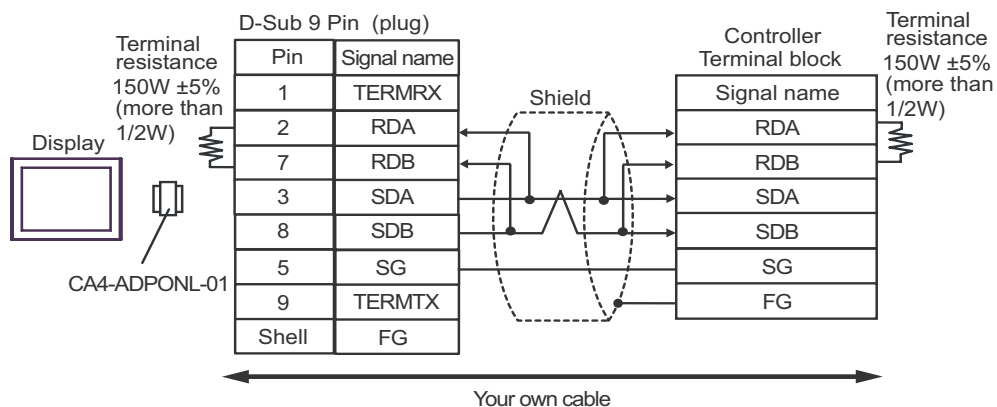 D-Sub 9 Pin (plug)
Terminal
resistance
150W ±5%
(more than
1/2W)
Display
CA4-ADPONL-01
Pin Signal name
1 TERMRX
2 RDA
7 RDB
3 SDA
8 SDB
5 SG
9 TERMTX
Shell FG
Shield
Controller
Terminal block
Signal name
RDA
RDB
SDA
SDB
SG
FG
Terminal
resistance
150W ±5%
(more than
1/2W)
Your own cable